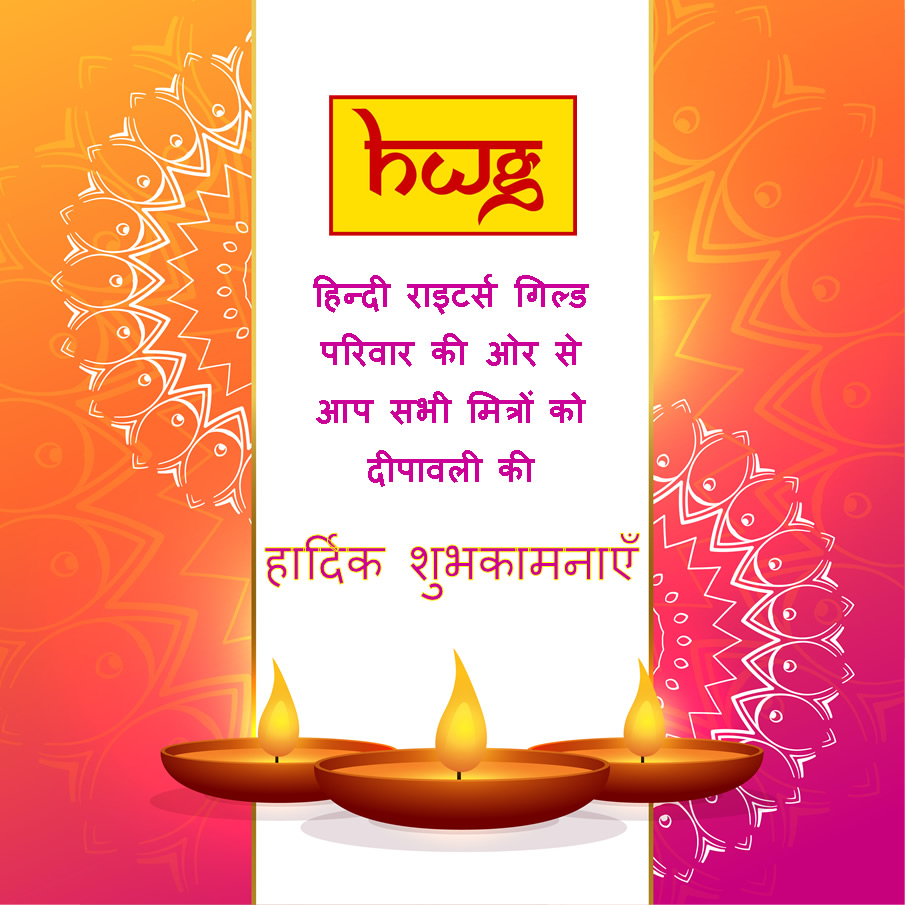 hwg
हिन्दी राइटर्स गिल्ड
परिवार की ओर से
आप सभी मित्रों को
दीपावली की
हार्दिक शुभकामनाएँ